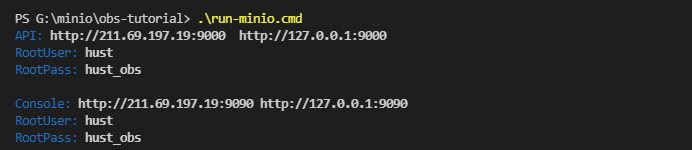 PS G:\minio\obs-tutorial> .\run-minio.cmd
API: http://211.69.197.19:9000  http://127.0.0.1:9000
RootUser: hust
RootPass: hust_obs
Console: http://211.69.197.19:9090 http://127.0.0.1:9090
RootUser: hust
RootPass: hust_obs